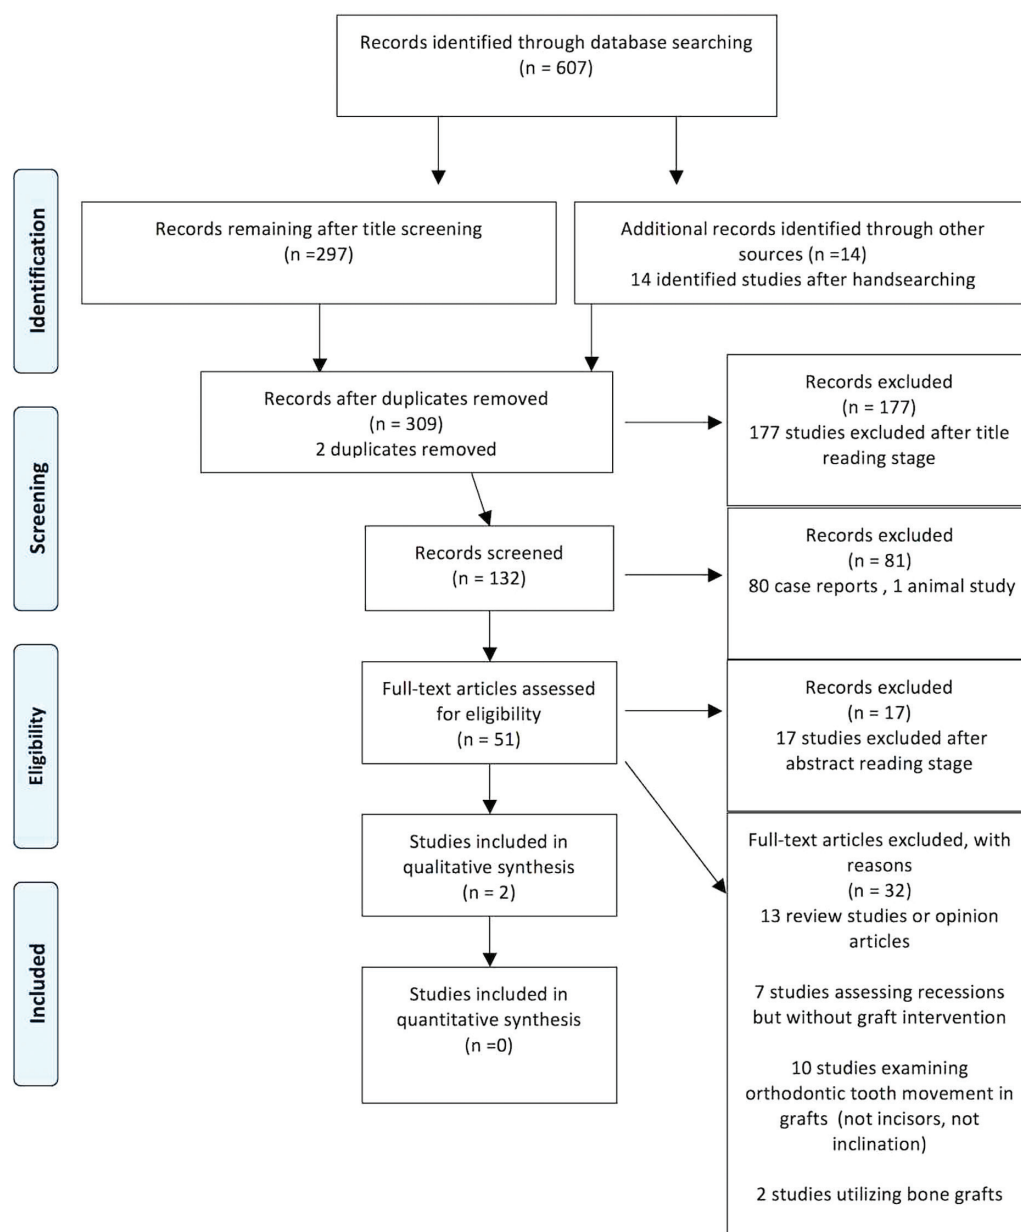 Records identified through database searching
(n = 607)
Identification
Records remaining after title screening
(n =297)
Additional records identified through other
sources (n =14)
14 identified studies after handsearching
Records after duplicates removed
(n = 309)
2 duplicates removed
Records excluded
(n = 177)
177 studies excluded after title
reading stage
Screening
Records screened
(n = 132)
Records excluded
(n = 81)
80 case reports , 1 animal study
Eligibility
Full-text articles assessed
for eligibility
(n = 51)
Records excluded
(n = 17)
17 studies excluded after
abstract reading stage
Studies included in
qualitative synthesis
(n = 2)
Full-text articles excluded, with
reasons
(n = 32)
13 review studies or opinion
articles
7 studies assessing recessions
but without graft intervention
10 studies examining
orthodontic tooth movement in
grafts (not incisors, not
inclination)
2 studies utilizing bone grafts
Included
Studies included in
quantitative synthesis
(n =0)